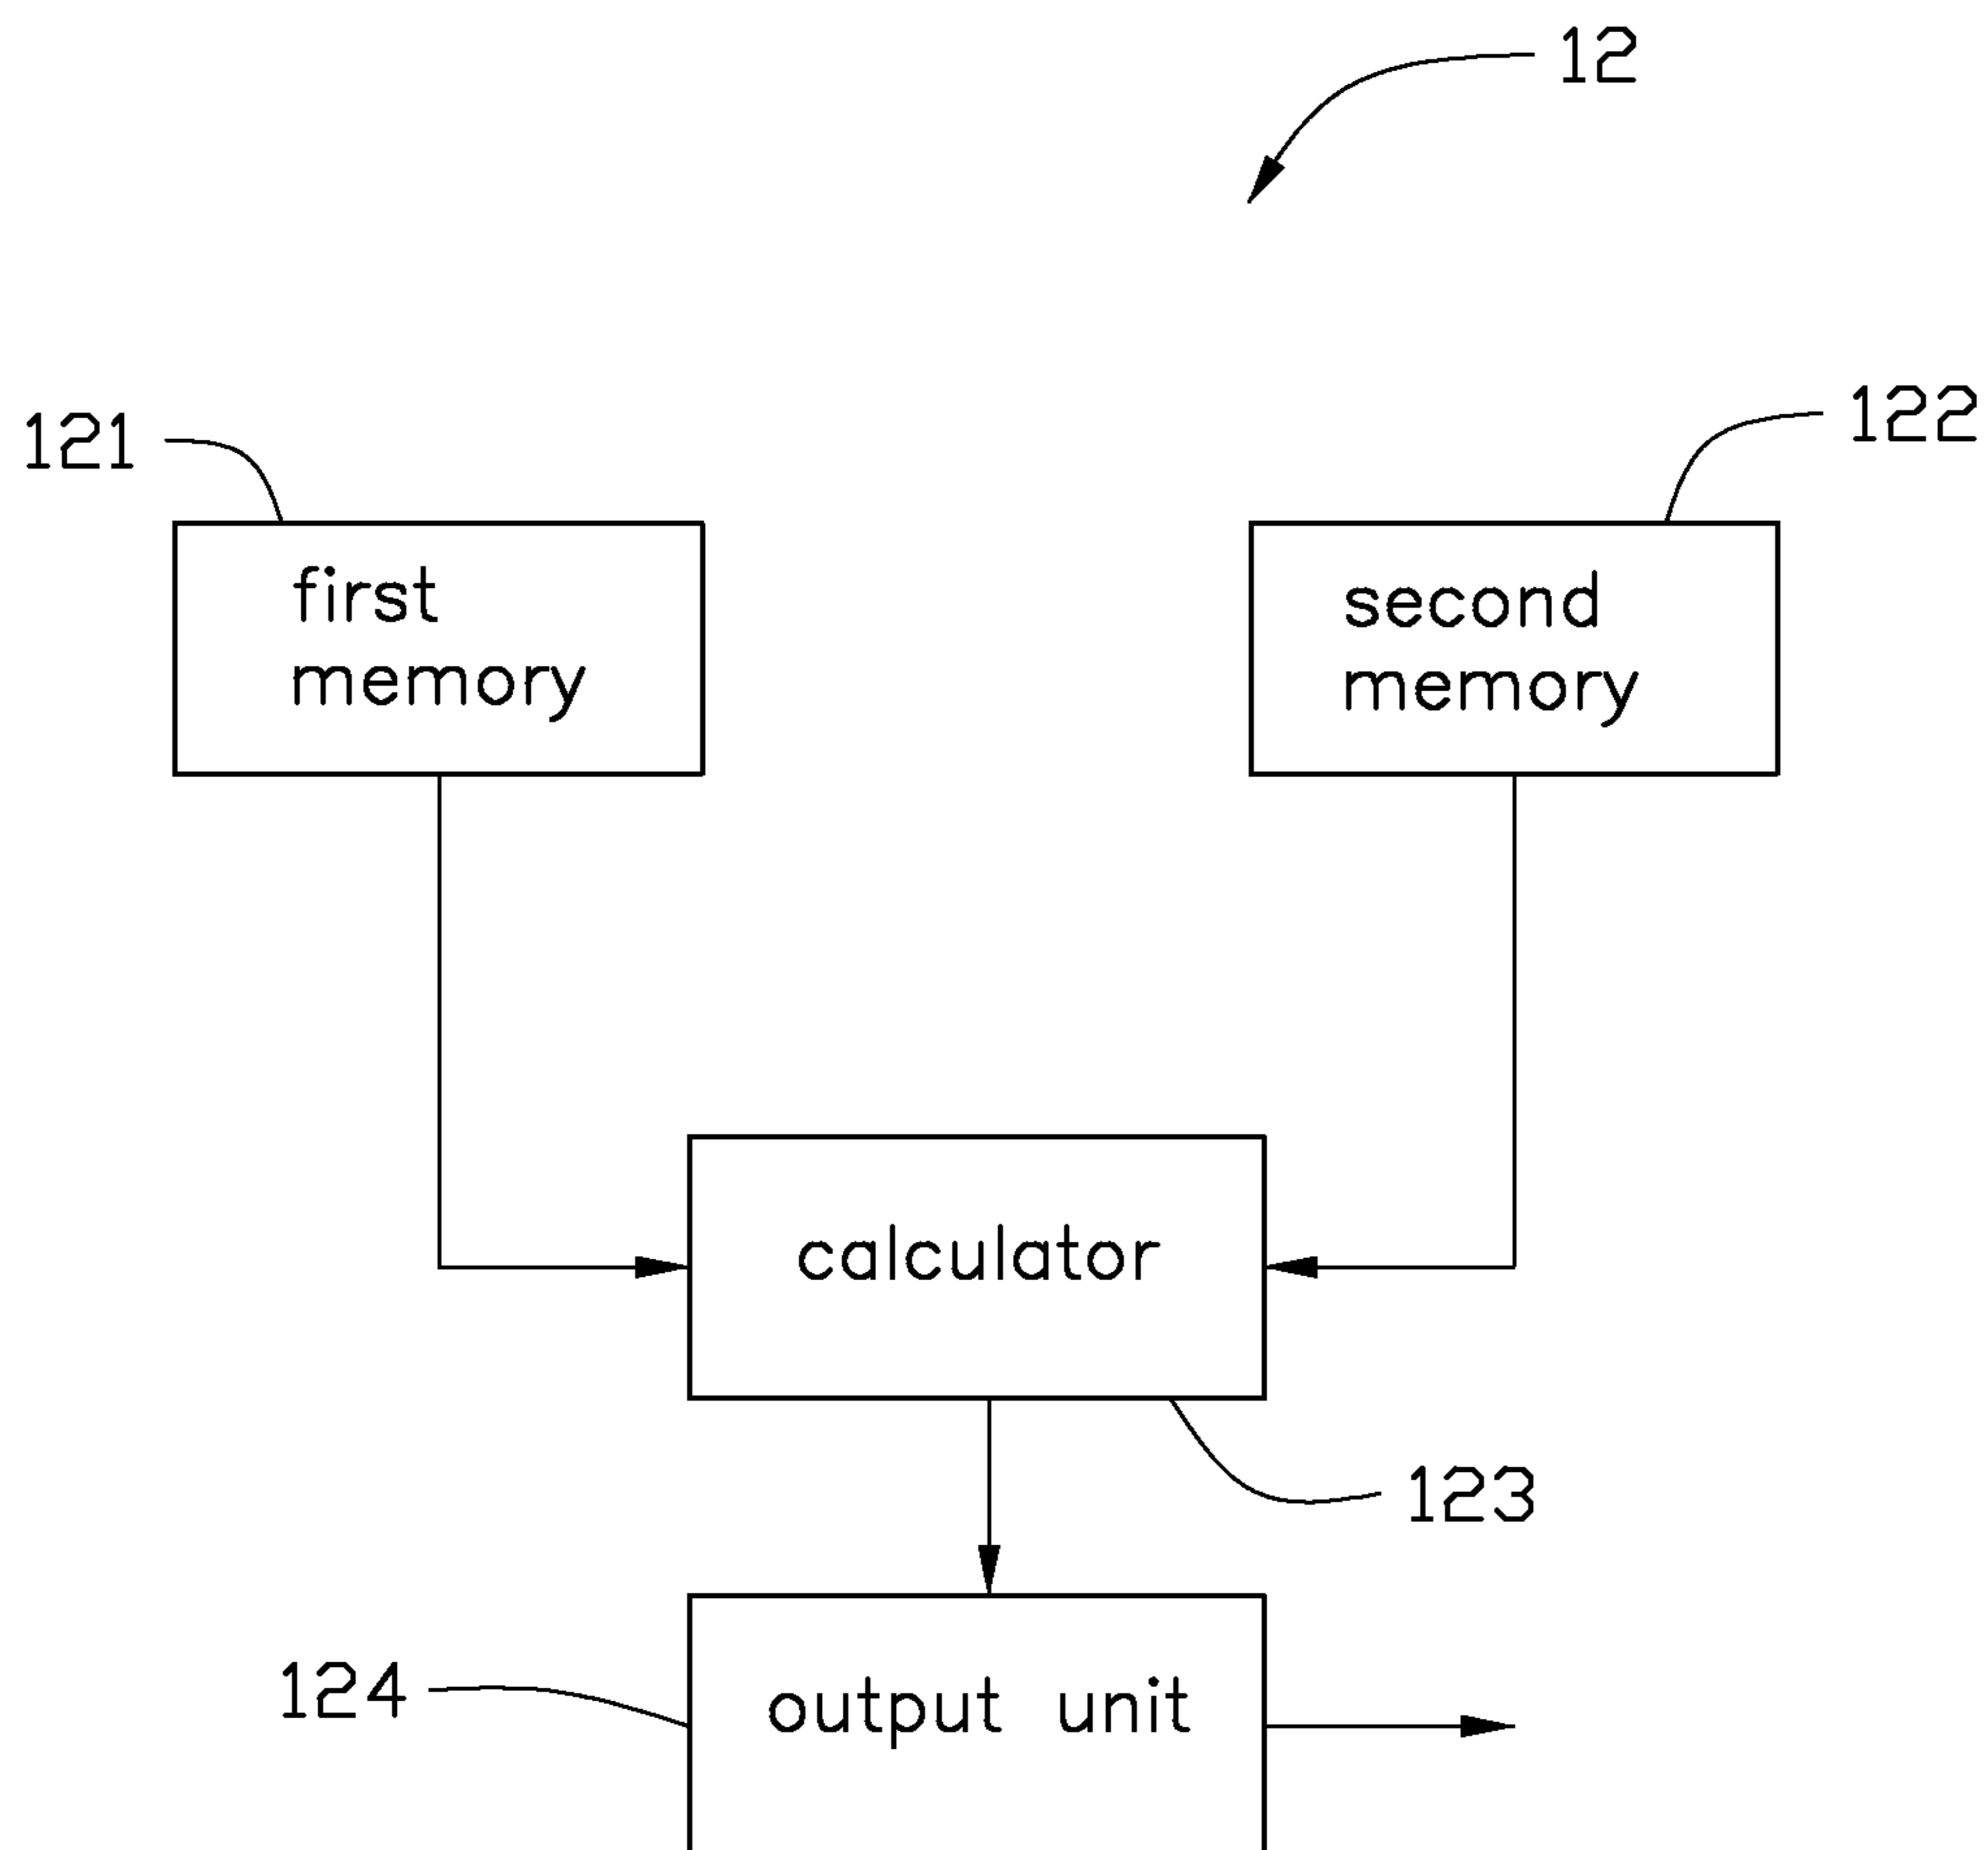 12
121
122
first
memory
second
memory
calculator
123
124
output unit